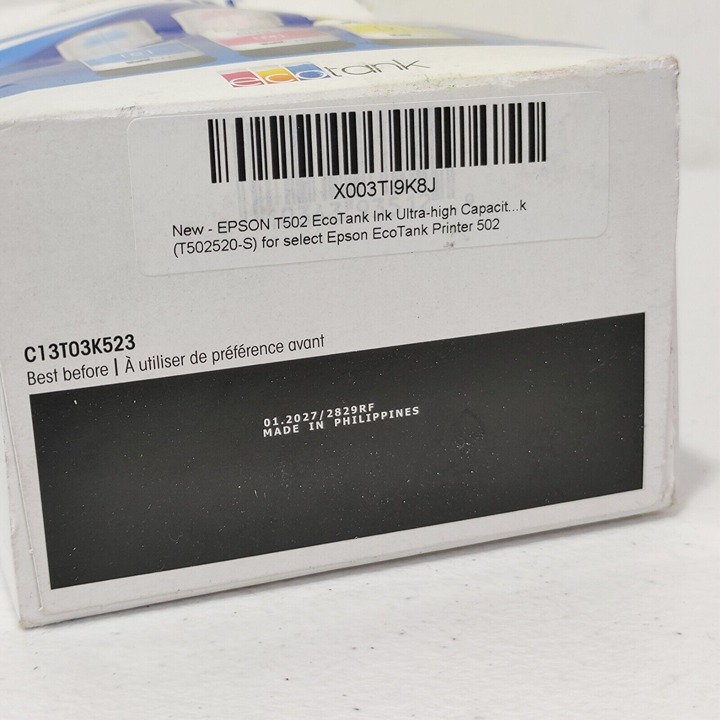 ecotank
X003TI9K8J
New - EPSON T502 EcoTank Ink Ultra-high Capacit...k
(T502520-S) for select Epson EcoTank Printer 502
C13T03K523
Best before | À utiliser de préférence avant
01.2027/2829RF
MADE IN PHILIPPINES